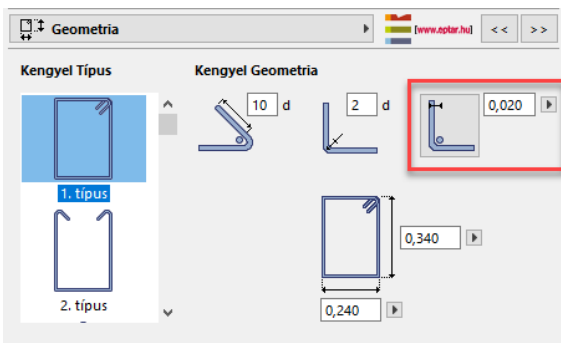 Geometria
[www.eptar.hu]
<<
>>
Kengyel Típus
Kengyel Geometria
10 d
2 d
0,020
1. típus
0,340
2. típus
0,240